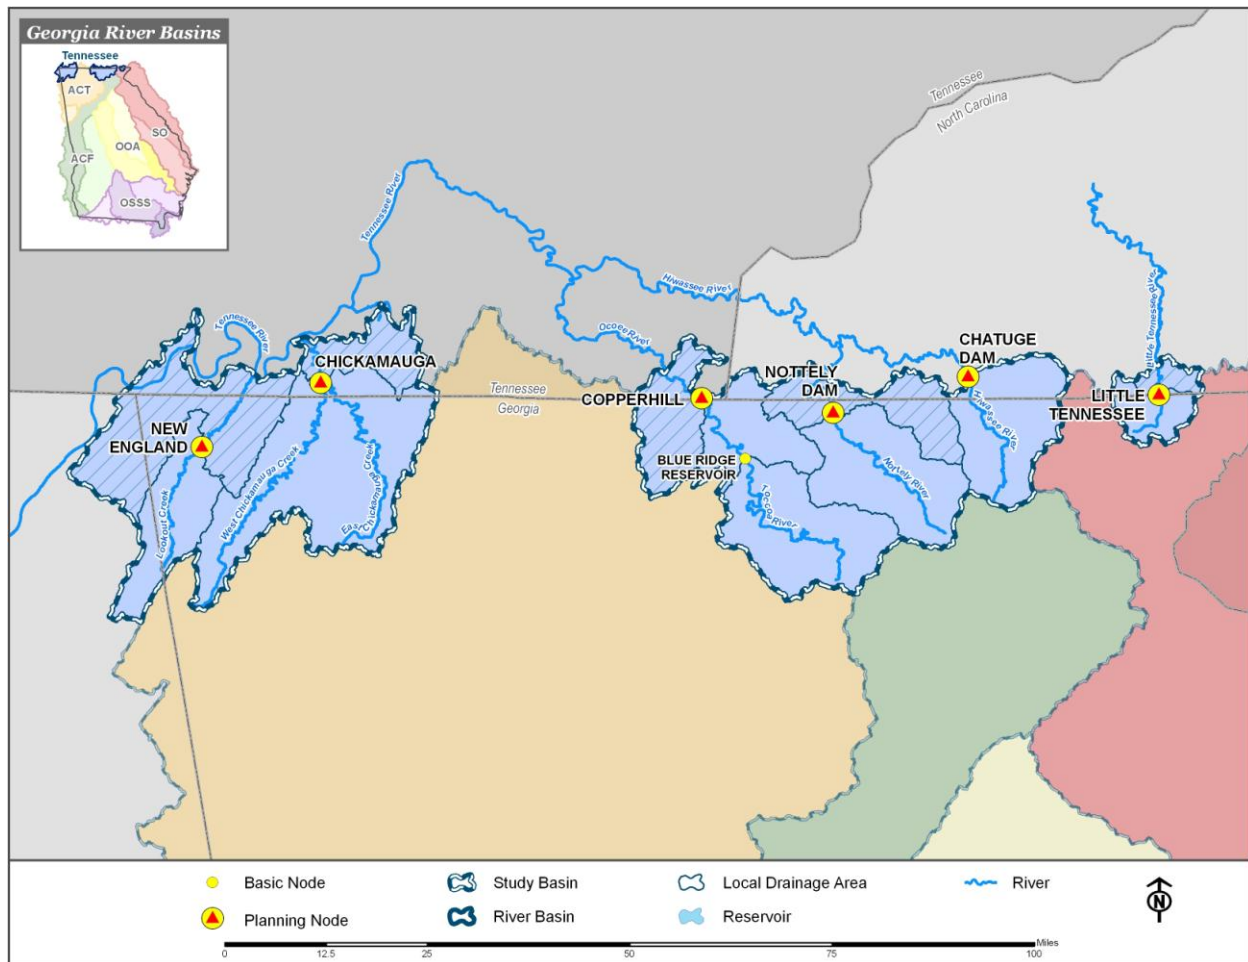 Georgia River Basins
Tennessee
ACT
SO
OOA
ACF
OSSS
Tennessee
North Carolina
Tennessee River
Hiwassee River
Ocoee River
Little Tennessee River
Tennessee River
CHICKAMAUGA
CHATUGE
DAM
NOTTELY
DAM
Tennessee
Georgia
COPPERHILL
LITTLE
TENNESSEE
Hiwassee River
NEW
ENGLAND
BLUE RIDGE
RESERVOIR
Nottely River
Toccoa River
West Chickamauga Creek
East Chickamauga Creek
Lookout Creek
Basic Node
Study Basin
Local Drainage Area
River
Planning Node
River Basin
Reservoir
N
Miles
0
12.5
25
50
75
100